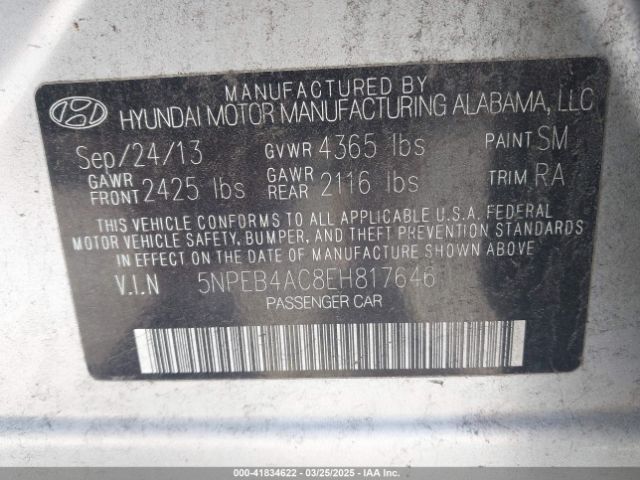 MANUFACTURED BY
HYUNDAI MOTOR MANUFACTURING ALABAMA, LLC
Sep/24/13 GVWR 4365 lbs PAINT SM
GAWR FRONT 2425 lbs GAWR REAR 2116 lbs TRIM RA
THIS VEHICLE CONFORMS TO ALL APPLICABLE U.S.A. FEDERAL
MOTOR VEHICLE SAFETY, BUMPER, AND THEFT PREVENTION STANDARDS
IN EFFECT ON THE DATE OF MANUFACTURE SHOWN ABOVE.
V.I.N 5NPEB4AC8EH817646
PASSENGER CAR
000-41834622 — 03/25/2025 — IAA Inc.